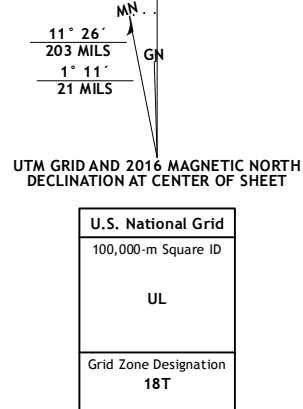 MN
11° 26´
203 MILS
GN
1° 11´
21 MILS
UTM GRID AND 2016 MAGNETIC NORTH
DECLINATION AT CENTER OF SHEET
U.S. National Grid
100,000-m Square ID
UL
Grid Zone Designation
18T